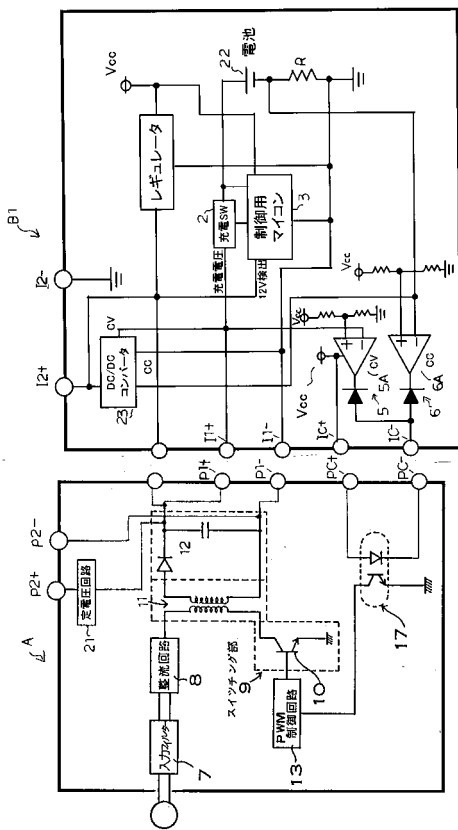 B1
I2+
I2-
DC/DC
コンバータ
23
CV
CC
レギュレータ
Vcc
充電電圧
2
充電SW
12V検出
制御用
マイコン
3
22
電池
R
I1+
I1-
Vcc
Vcc
CV
5
5A
Vcc
CC
6
6A
IC+
IC-
A
P2+
P2-
21
定電圧回路
P1+
P1-
PC+
PC-
入力フィルター
7
整流回路
8
11
12
スイッチング部
9
10
PWM
制御回路
13
17